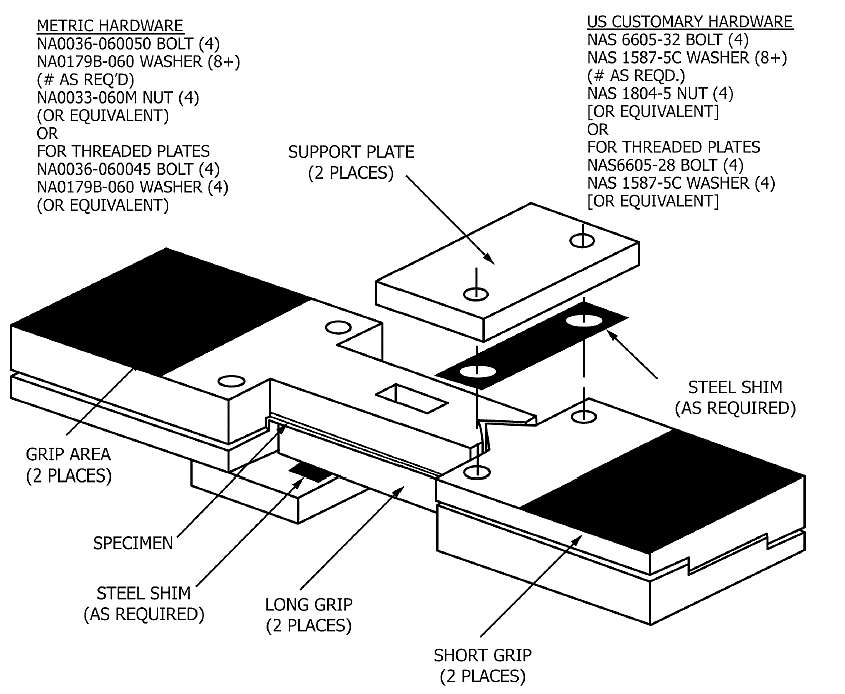 METRIC HARDWARE
NA0036-060050 BOLT (4)
NA0179B-060 WASHER (8+)
(# AS REQ'D)
NA0033-060M NUT (4)
(OR EQUIVALENT)
OR
FOR THREADED PLATES
NA0036-060045 BOLT (4)
NA0179B-060 WASHER (4)
(OR EQUIVALENT)
US CUSTOMARY HARDWARE
NAS 6605-32 BOLT (4)
NAS 1587-5C WASHER (8+)
(# AS REQD.)
NAS 1804-5 NUT (4)
[OR EQUIVALENT]
OR
FOR THREADED PLATES
NAS6605-28 BOLT (4)
NAS 1587-5C WASHER (4)
[OR EQUIVALENT]
SUPPORT PLATE
(2 PLACES)
STEEL SHIM
(AS REQUIRED)
GRIP AREA
(2 PLACES)
SPECIMEN
STEEL SHIM
(AS REQUIRED)
LONG GRIP
(2 PLACES)
SHORT GRIP
(2 PLACES)